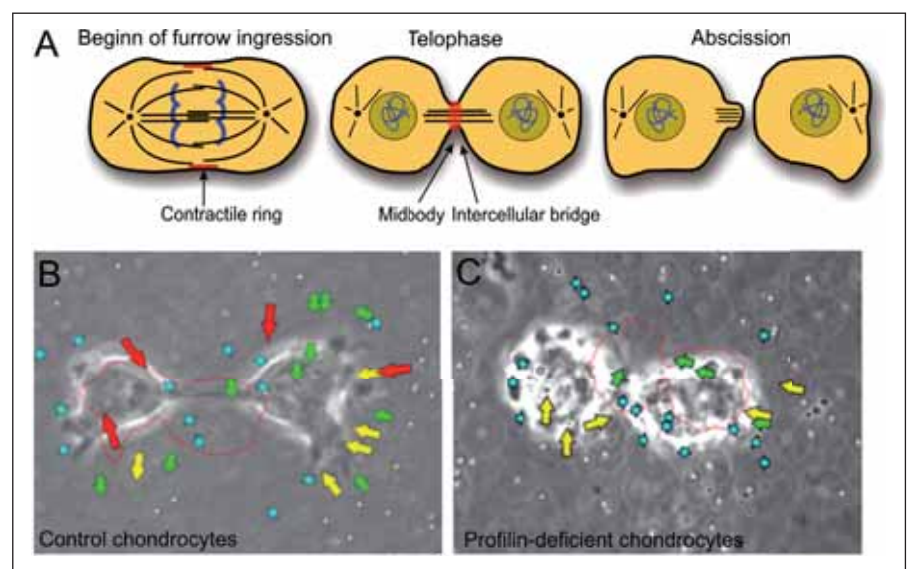 A
Beginn of furrow ingression
Telophase
Abscission
Contractile ring
Midbody Intercellular bridge
B
Control chondrocytes
C
Profilin-deficient chondrocytes